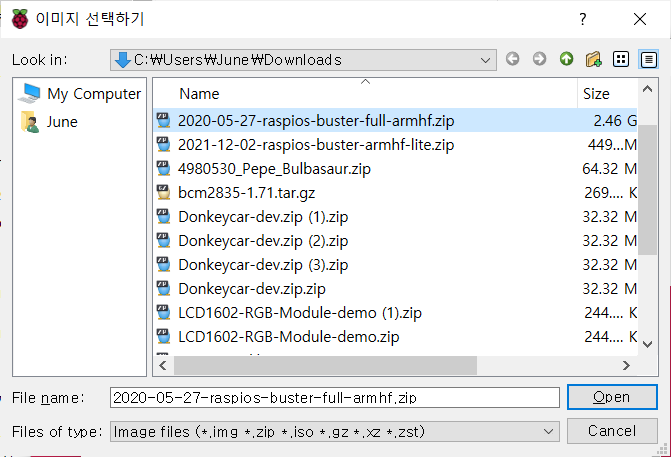 이미지 선택하기
Look in: C:₩Users₩June₩Downloads
My Computer
June
Name Size
2020-05-27-raspios-buster-full-armhf.zip 2.46 G
2021-12-02-raspios-buster-armhf-lite.zip 449...M
4980530_Pepe_Bulbasaur.zip 64.32 M
bcm2835-1.71.tar.gz 269.... K
Donkeycar-dev.zip (1).zip 32.32 M
Donkeycar-dev.zip (2).zip 32.32 M
Donkeycar-dev.zip (3).zip 32.32 M
Donkeycar-dev.zip.zip 32.32 M
LCD1602-RGB-Module-demo (1).zip 244.... K
LCD1602-RGB-Module-demo.zip 244.... K
File name: 2020-05-27-raspios-buster-full-armhf.zip Open
Files of type: Image files (*.img *.zip *.iso *.gz *.xz *.zst) Cancel